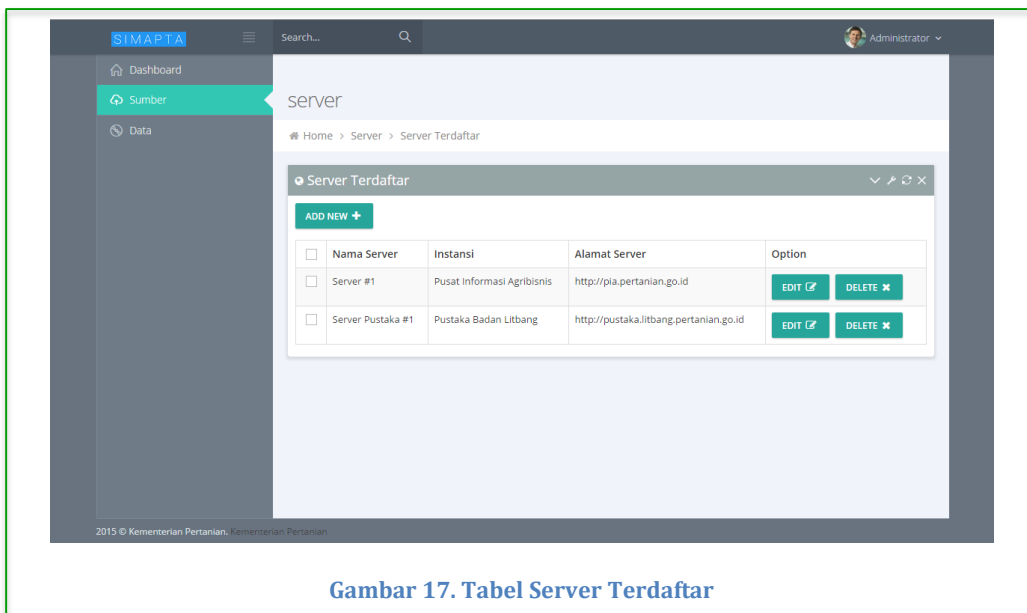 SIMAPTA
Search...
Administrator
Dashboard
Sumber
Data
server
Home > Server > Server Terdaftar
Server Terdaftar
ADD NEW
Nama Server Instansi Alamat Server Option
Server #1 Pusat Informasi Agribisnis http://pia.pertanian.go.id EDIT DELETE
Server Pustaka #1 Pustaka Badan Litbang http://pustaka.litbang.pertanian.go.id EDIT DELETE
2015 © Kementerian Pertanian. Kementerian Pertanian
Gambar 17. Tabel Server Terdaftar